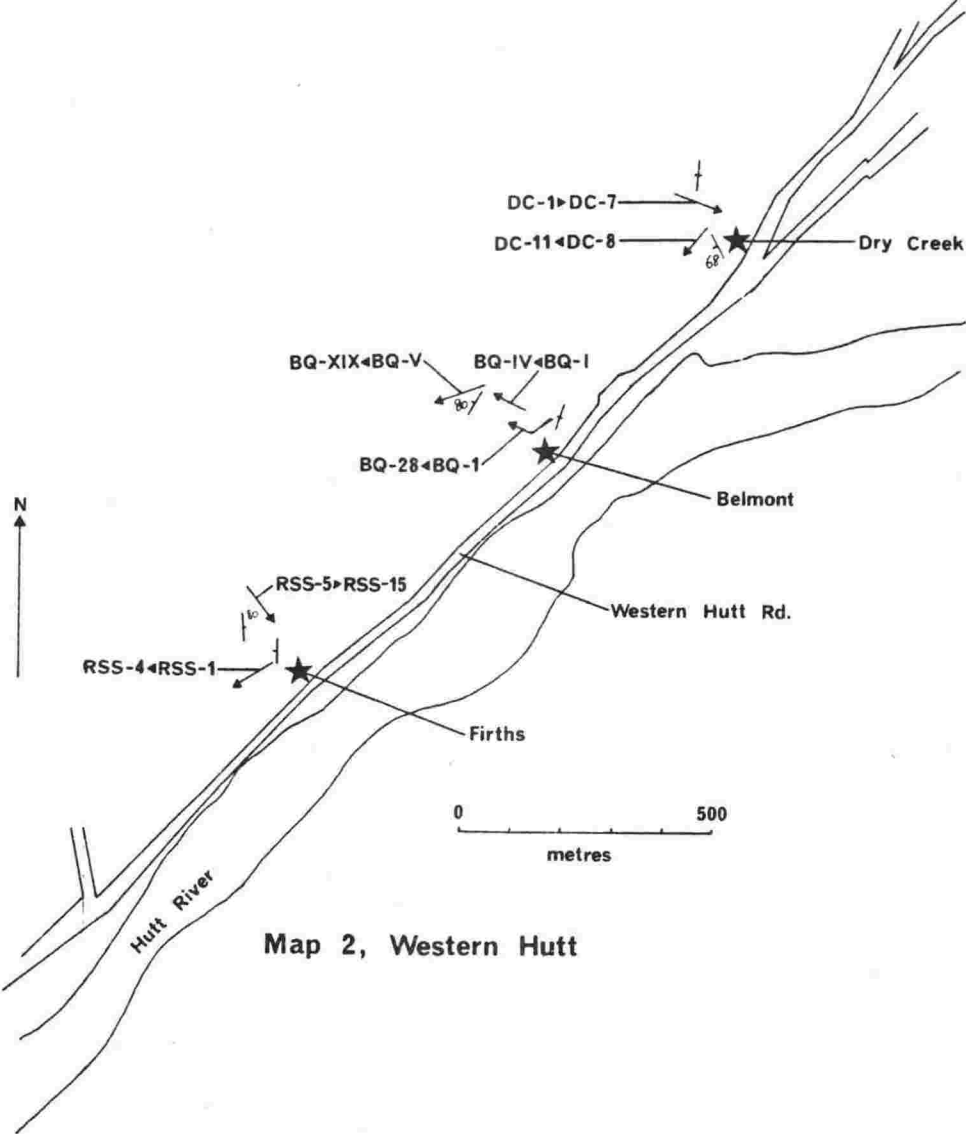 DC-1▸DC-7
DC-11◂DC-8
68
Dry Creek
BQ-XIX◂BQ-V
BQ-IV◂BQ-I
80
BQ-28◂BQ-1
Belmont
N
RSS-5▸RSS-15
80
Western Hutt Rd.
RSS-4◂RSS-1
Firths
0 500
metres
Hutt River
Map 2, Western Hutt